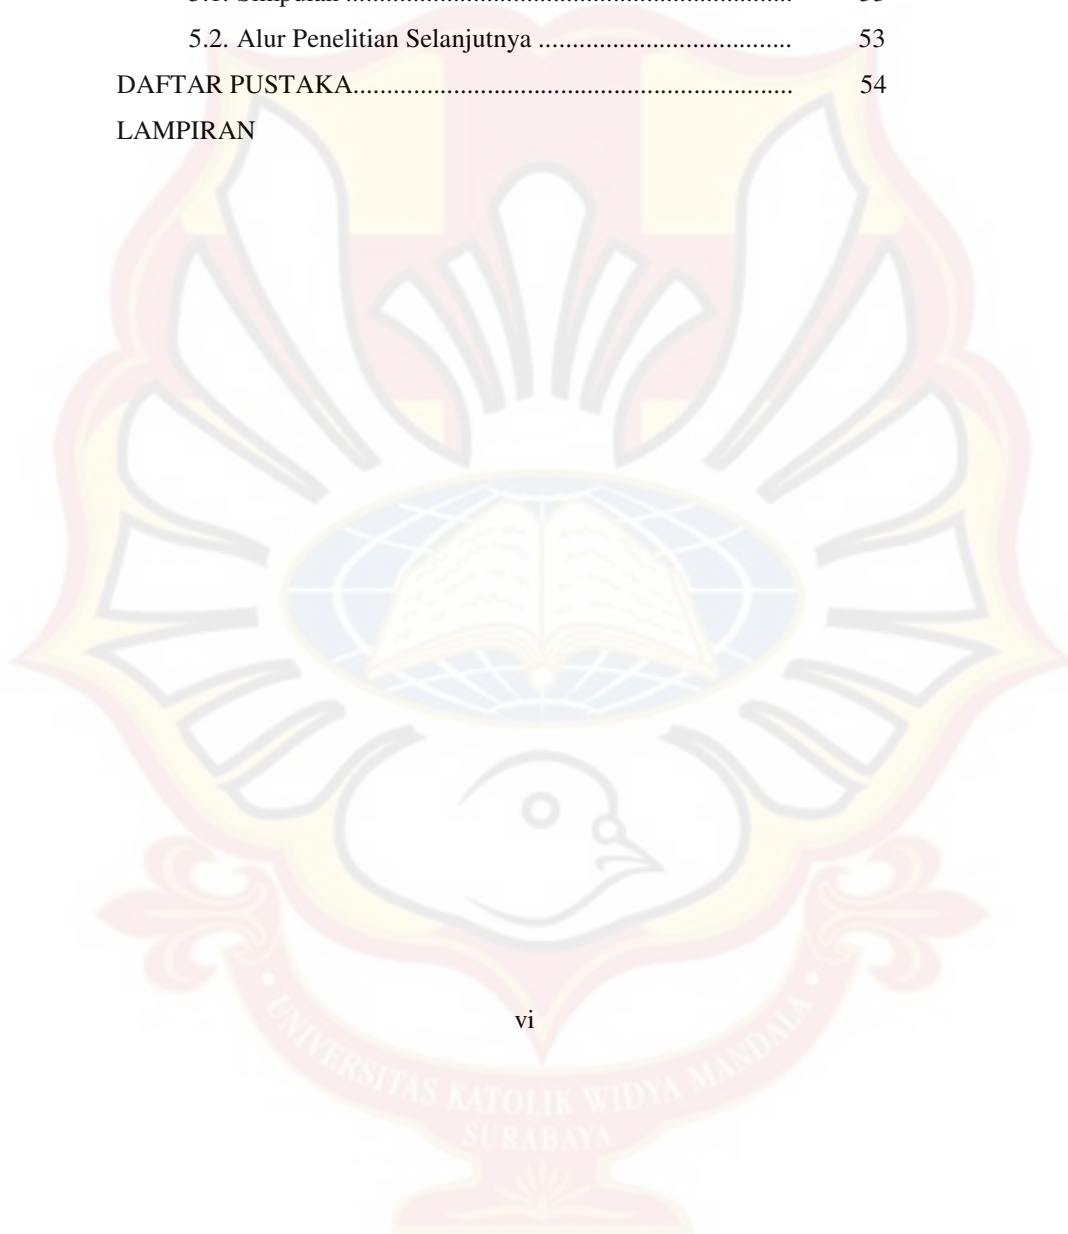 5.2. Alur Penelitian Selanjutnya ...................................... 53
DAFTAR PUSTAKA................................................................. 54
LAMPIRAN
vi
• UNIVERSITAS KATOLIK WIDYA MANDALA •
SURABAYA